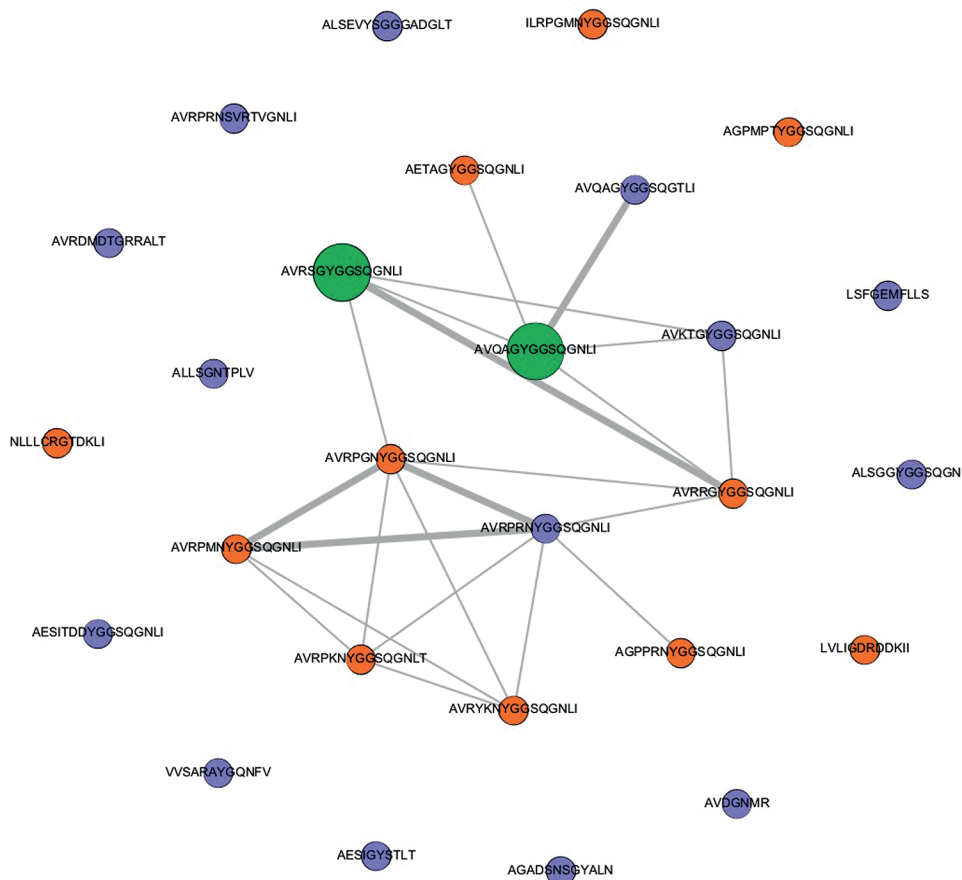 ALSEVYSGGGADGLT
ILRPGMNYGGSQGNLI
AVRPRNSVRTVGNLI
AGPMPTYGGSQGNLI
AETAGYGGSQGNLI
AVQAGYGGSQGTLI
AVRDMDTGRRALT
AVRSGYGGSQGNLI
LSFGEMFLLS
AVKTGYGGSQGNLI
AVQAGYGGSQGNLI
ALLSGNTPLV
NLLLCRGTDKLI
AVRPGNYGGSQGNLI
ALSGGYGGSQGN
AVRRGYGGSQGNLI
AVRPRNYGGSQGNLI
AVRPMNYGGSQGNLI
AESITDDYGGSQGNLI
LVLIGDRDDKII
AGPPRNYGGSQGNLI
AVRPKNYGGSQGNLT
AVRYKNYGGSQGNLI
VVSARAYGQNFV
AVDGNMR
AESIGYSTLT
AGADSNSGYALN